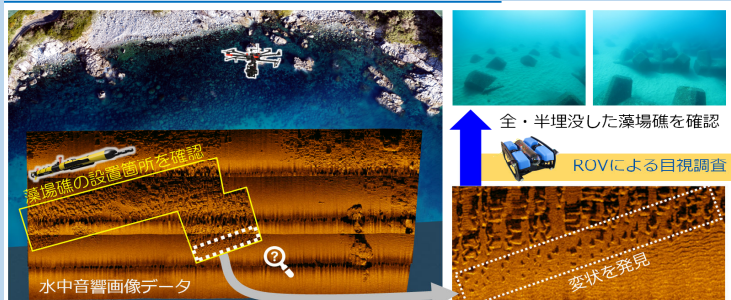 藻場礁の設置箇所を確認
?
水中音響画像データ
全・半埋没した藻場礁を確認
ROVによる目視調査
変状を発見